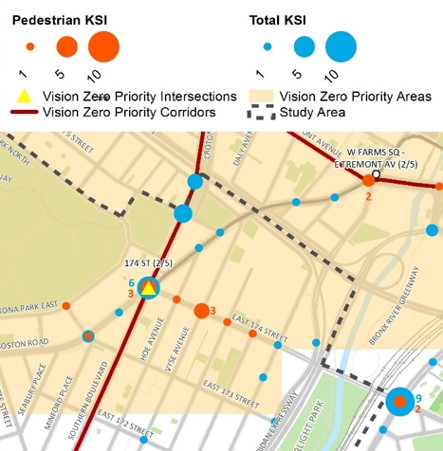 Pedestrian KSI
Total KSI
1
5
10
1
5
10
Vision Zero Priority Intersections
Vision Zero Priority Areas
Vision Zero Priority Corridors
Study Area
W FARMS SQ -
E TREMONT AV (2/5)
2
174 ST (2/5)
6
3
3
EAST 174 STREET
BOSTON ROAD
HOE AVENUE
VYSE AVENUE
BRONX RIVER GREENWAY
SEABURY PLACE
MINFORD PLACE
SOUTHERN BOULEVARD
EAST 173 STREET
EAST 172 STREET
9
2